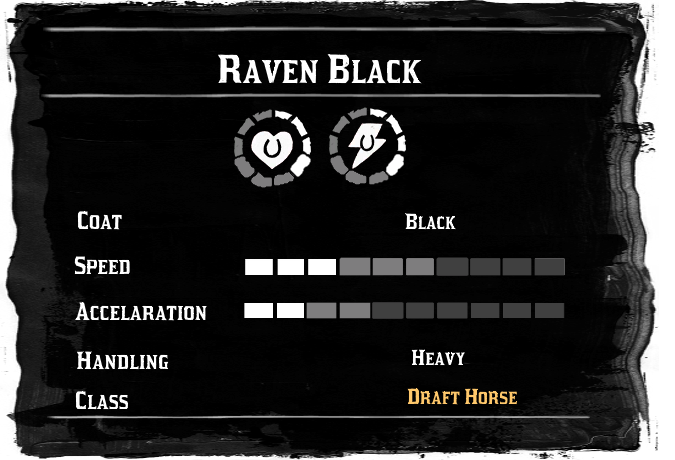 Raven Black
Coat Black
Speed
Accelaration
Handling Heavy
Class Draft Horse